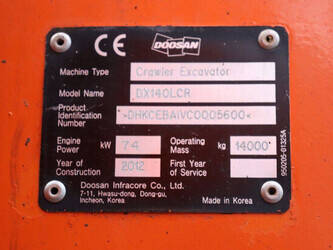 CE DOOSAN
Machine Type Crawler Excavator
Model Name DX140LCR
Product Identification Number >DHKCEBAIVC0005600<
Engine Power kW 74 Operating Mass kg 14000
Year of Construction 2012 First Year of Service
Doosan Infracore Co., Ltd.
7-11, Hwasu-dong, Dong-gu,
Incheon, Korea Made in Korea
950205-01325A